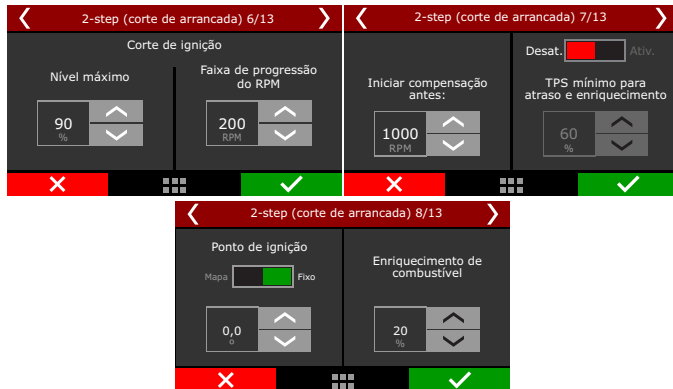 2-step (corte de arrancada) 6/13
Corte de ignição
Nível máximo
Faixa de progressão
do RPM
90
%
200
RPM
2-step (corte de arrancada) 7/13
Desat.
Ativ.
Iniciar compensação
antes:
TPS mínimo para
atraso e enriquecimento
1000
RPM
60
%
2-step (corte de arrancada) 8/13
Ponto de ignição
Mapa
Fixo
Enriquecimento de
combustível
0,0
°
20
%